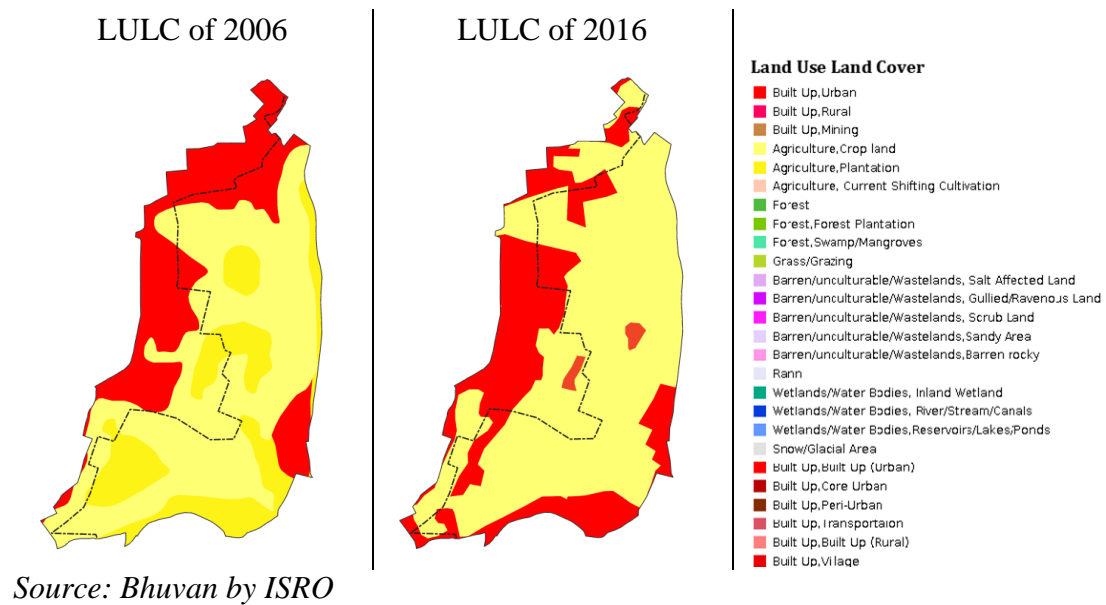 LULC of 2006
LULC of 2016
Land Use Land Cover
Built Up,Urban
Built Up,Rural
Built Up,Mining
Agriculture,Crop land
Agriculture,Plantation
Agriculture, Current Shifting Cultivation
Forest
Forest,Forest Plantation
Forest,Swamp/Mangroves
Grass/Grazing
Barren/unculturable/Wastelands, Salt Affected Land
Barren/unculturable/Wastelands, Gullied/Ravenous Land
Barren/unculturable/Wastelands, Scrub Land
Barren/unculturable/Wastelands,Sandy Area
Barren/unculturable/Wastelands,Barren rocky
Rann
Wetlands/Water Bodies, Inland Wetland
Wetlands/Water Bodies, River/Stream/Canals
Wetlands/Water Bodies,Reservoirs/Lakes/Ponds
Snow/Glacial Area
Built Up,Built Up (Urban)
Built Up,Core Urban
Built Up,Peri-Urban
Built Up,Transportaion
Built Up,Built Up (Rural)
Built Up,Village
Source: Bhuvan by ISRO